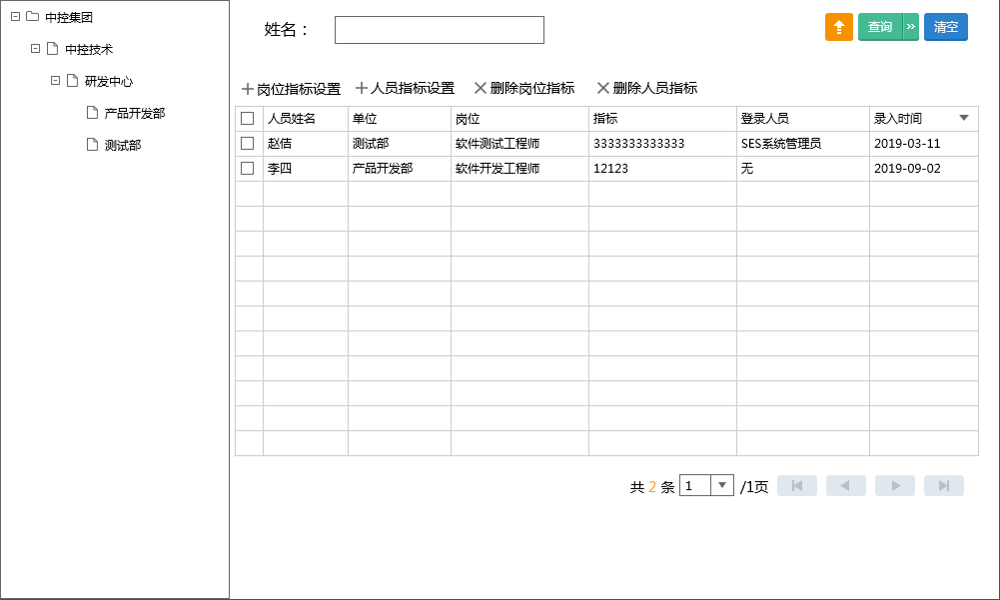 中控集团
中控技术
研发中心
产品开发部
测试部
姓名：
查询 » 清空
岗位指标设置 人员指标设置 删除岗位指标 删除人员指标
人员姓名 单位 岗位 指标 登录人员 录入时间
赵佶 测试部 软件测试工程师 3333333333333 SES系统管理员 2019-03-11
李四 产品开发部 软件开发工程师 12123 无 2019-09-02
共 2 条 1 /1页